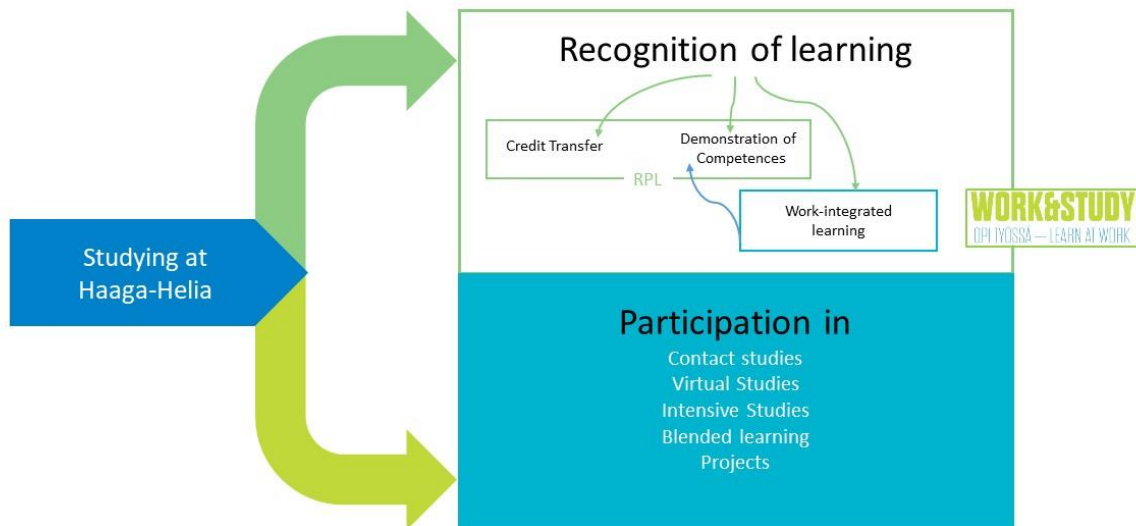 Recognition of learning
Credit Transfer
Demonstration of
Competences
RPL
Work-integrated
learning
WORK&STUDY
OPI TYÖSSÄ — LEARN AT WORK
Studying at
Haaga-Helia
Participation in
Contact studies
Virtual Studies
Intensive Studies
Blended learning
Projects